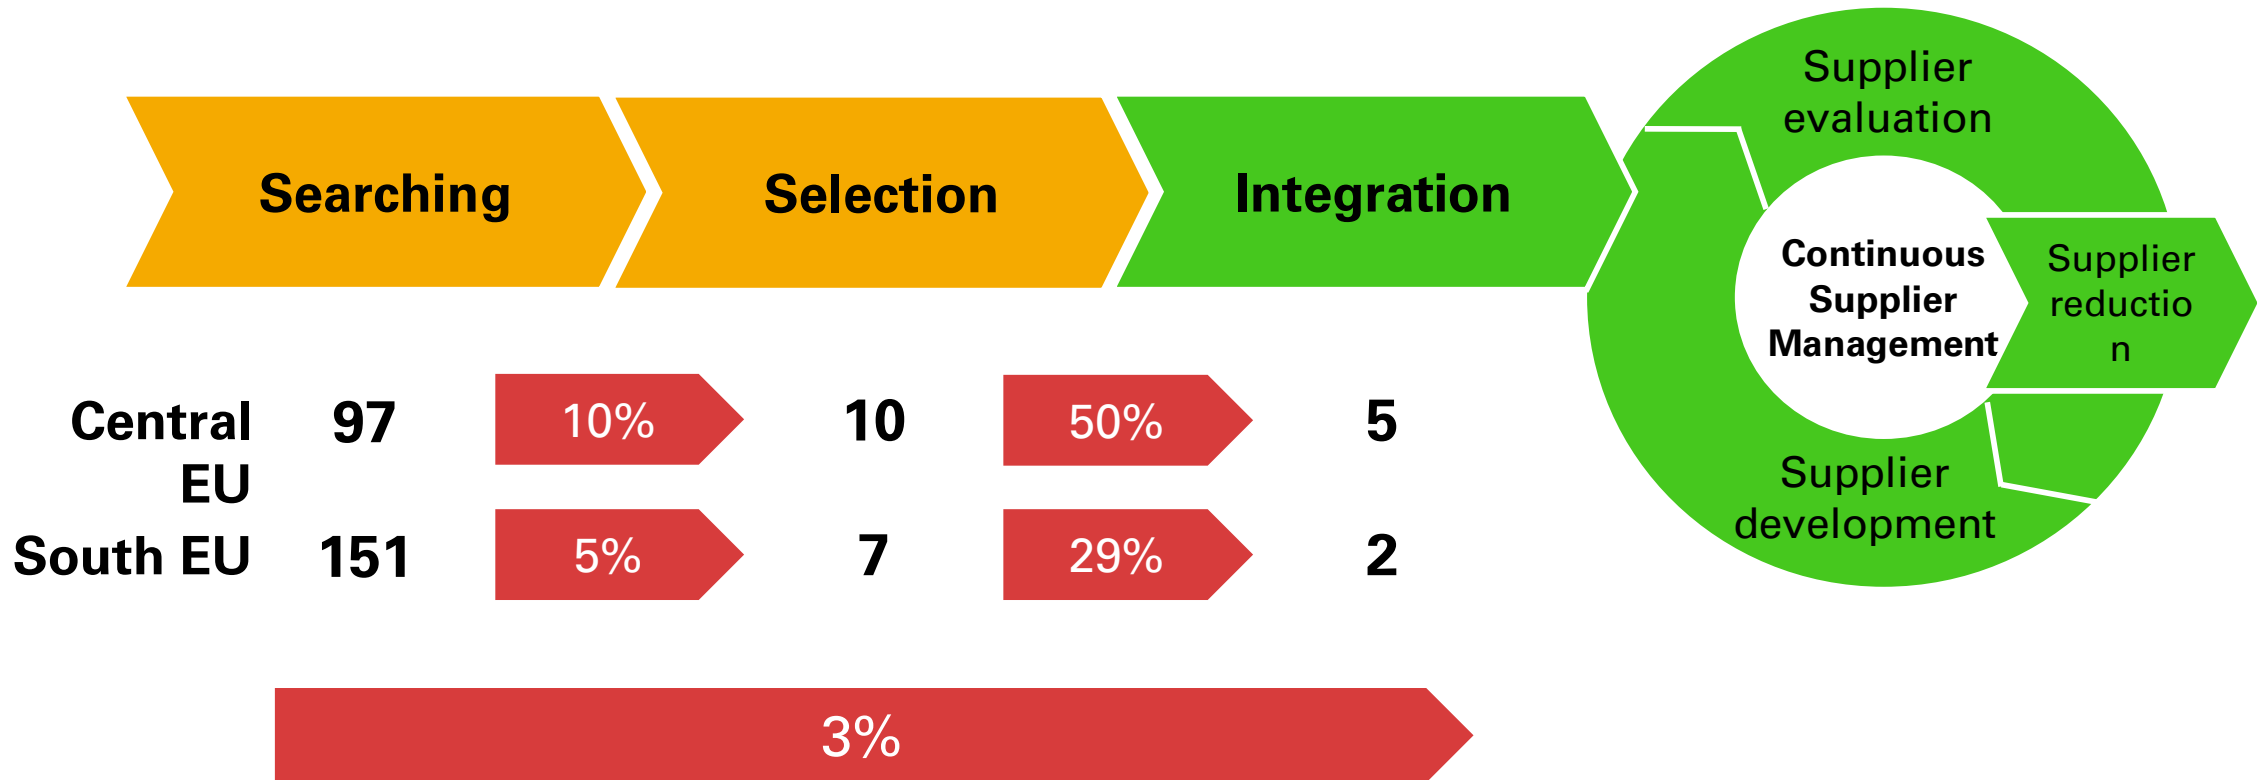 Searching
Selection
Integration
Supplier
evaluation
Continuous
Supplier
Management
Supplier
reductio
n
Supplier
development
Central
EU
97
10%
10
50%
5
South EU
151
5%
7
29%
2
3%